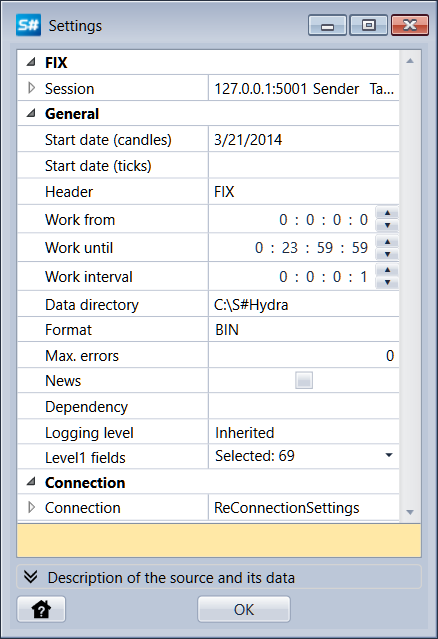 S# Settings
FIX
Session 127.0.0.1:5001 Sender Ta...
General
Start date (candles) 3/21/2014
Start date (ticks)
Header FIX
Work from 0 : 0 : 0 : 0
Work until 0 : 23 : 59 : 59
Work interval 0 : 0 : 0 : 1
Data directory C:\S#Hydra
Format BIN
Max. errors 0
News
Dependency
Logging level Inherited
Level1 fields Selected: 69
Connection
Connection ReConnectionSettings
Description of the source and its data
? OK